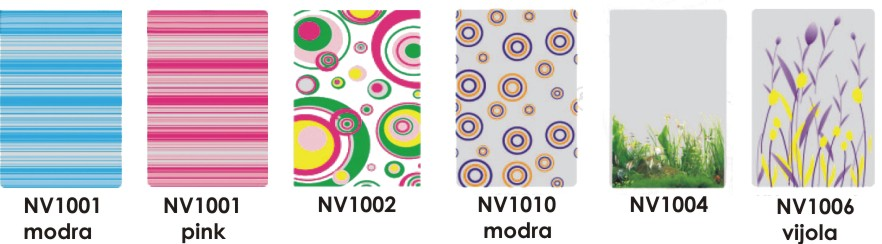 NV1001
modra
NV1001
pink
NV1002
NV1010
modra
NV1004
NV1006
vijola